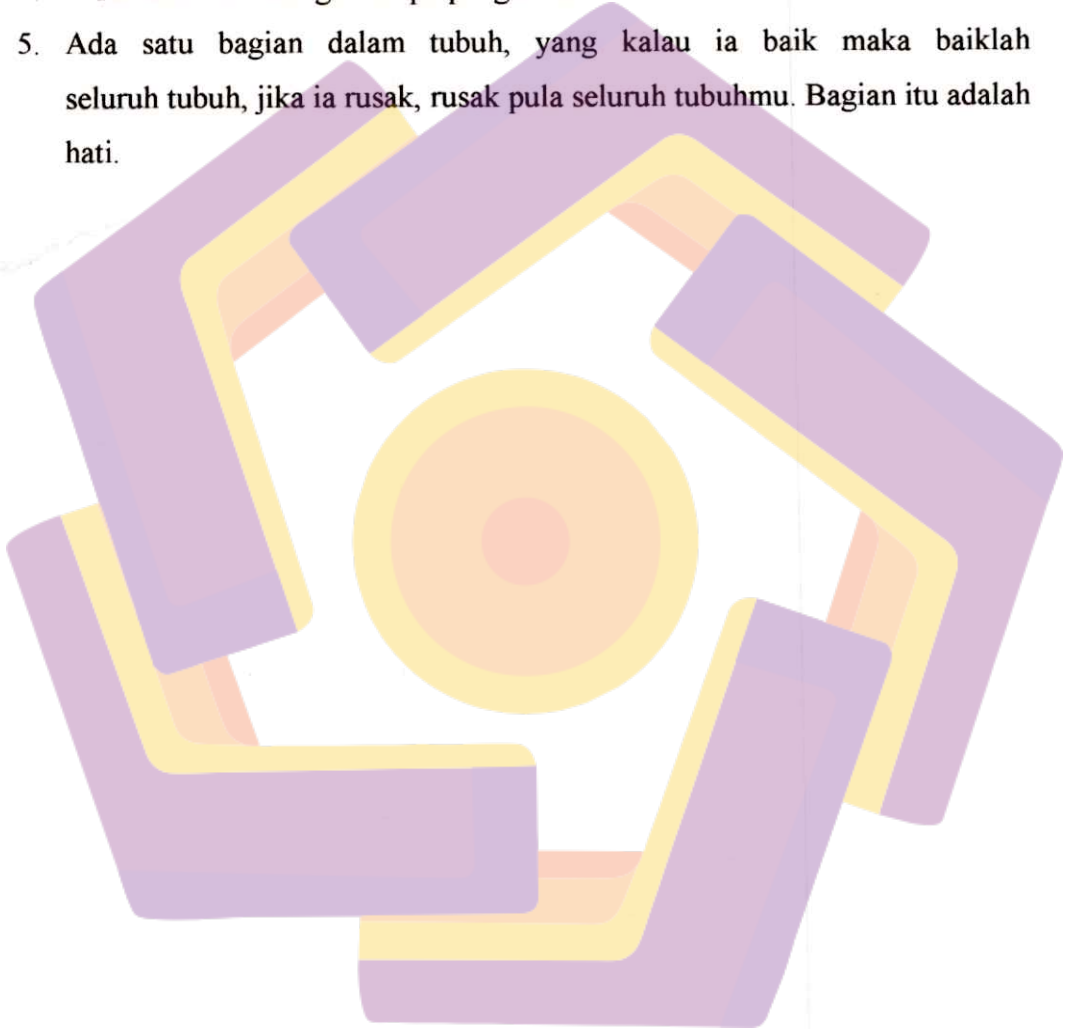 5. Ada satu bagian dalam tubuh, yang kalau ia baik maka baiklah
seluruh tubuh, jika ia rusak, rusak pula seluruh tubuhmu. Bagian itu adalah
hati.